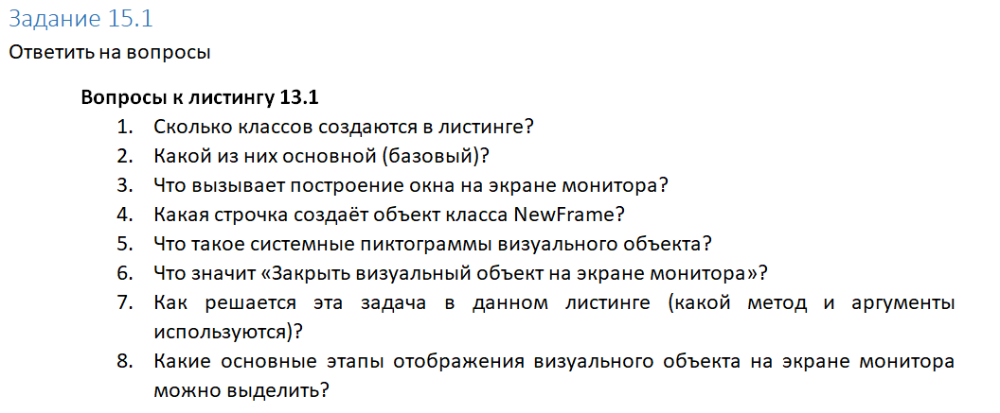 Задание 15.1
Ответить на вопросы
Вопросы к листингу 13.1
1. Сколько классов создаются в листинге?
2. Какой из них основной (базовый)?
3. Что вызывает построение окна на экране монитора?
4. Какая строчка создаёт объект класса NewFrame?
5. Что такое системные пиктограммы визуального объекта?
6. Что значит «Закрыть визуальный объект на экране монитора»?
7. Как решается эта задача в данном листинге (какой метод и аргументы
используются)?
8. Какие основные этапы отображения визуального объекта на экране монитора
можно выделить?